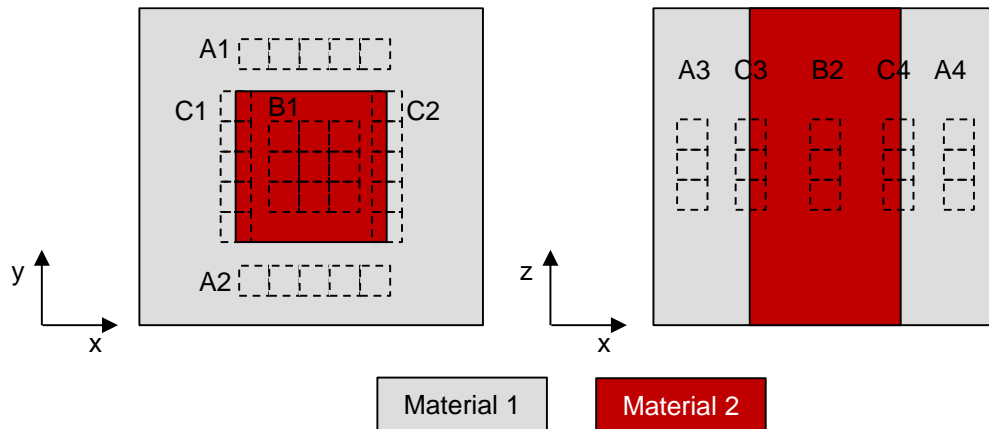 A1
C1
B1
C2
A2
y
x
A3
C3
B2
C4
A4
z
x
Material 1
Material 2